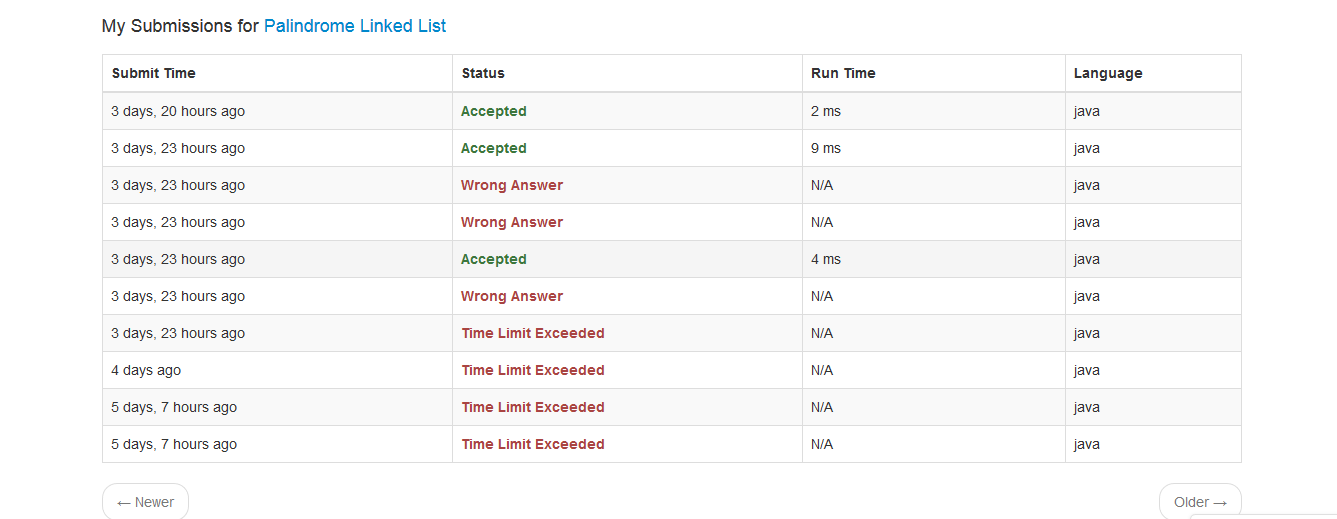 My Submissions for Palindrome Linked List
Submit Time Status Run Time Language
3 days, 20 hours ago Accepted 2 ms java
3 days, 23 hours ago Accepted 9 ms java
3 days, 23 hours ago Wrong Answer N/A java
3 days, 23 hours ago Wrong Answer N/A java
3 days, 23 hours ago Accepted 4 ms java
3 days, 23 hours ago Wrong Answer N/A java
3 days, 23 hours ago Time Limit Exceeded N/A java
4 days ago Time Limit Exceeded N/A java
5 days, 7 hours ago Time Limit Exceeded N/A java
5 days, 7 hours ago Time Limit Exceeded N/A java
← Newer Older →